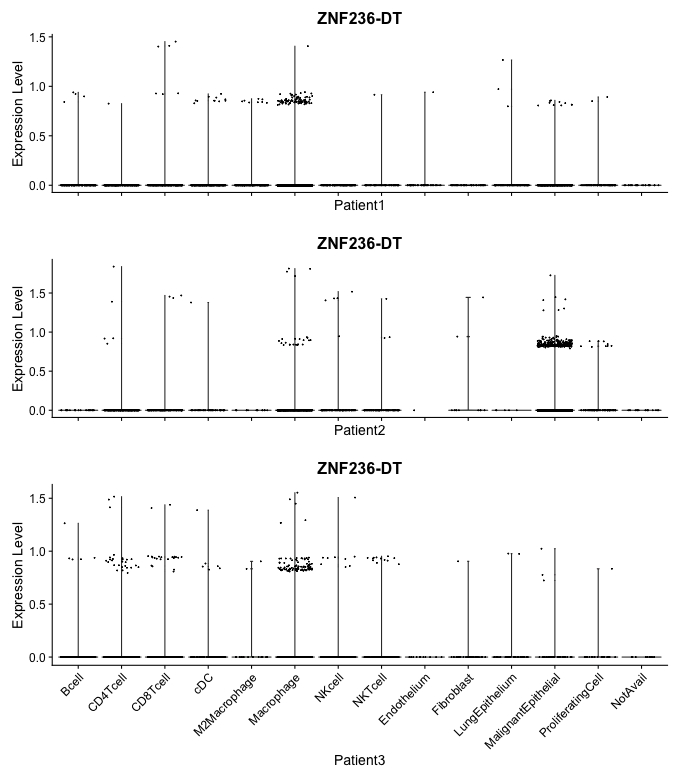 ZNF236-DT
Expression Level
1.5
1.0
0.5
0.0
Patient1
ZNF236-DT
Expression Level
1.5
1.0
0.5
0.0
Patient2
ZNF236-DT
Expression Level
1.5
1.0
0.5
0.0
Bcell
CD4Tcell
CD8Tcell
cDC
M2Macrophage
Macrophage
NKcell
NKTcell
Endothelium
Fibroblast
LungEpithelium
MalignantEpithelial
ProliferatingCell
NotAvail
Patient3